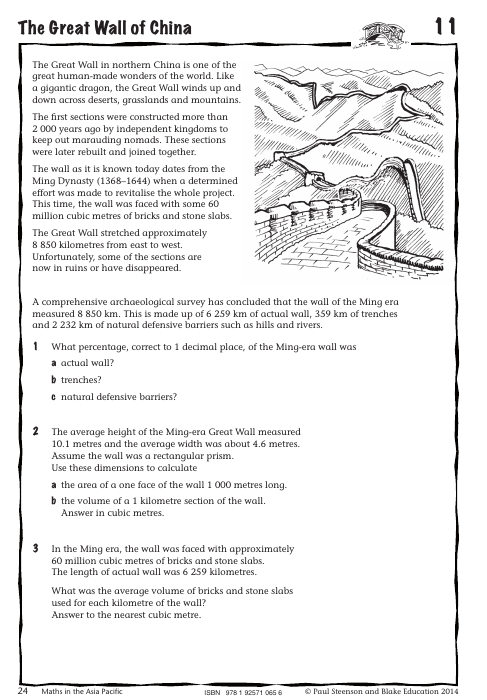 The Great Wall of China
11
The Great Wall in northern China is one of the
great human-made wonders of the world. Like
a gigantic dragon, the Great Wall winds up and
down across deserts, grasslands and mountains.
The first sections were constructed more than
2 000 years ago by independent kingdoms to
keep out marauding nomads. These sections
were later rebuilt and joined together.
The wall as it is known today dates from the
Ming Dynasty (1368–1644) when a determined
effort was made to revitalise the whole project.
This time, the wall was faced with some 60
million cubic metres of bricks and stone slabs.
The Great Wall stretched approximately
8 850 kilometres from east to west.
Unfortunately, some of the sections are
now in ruins or have disappeared.
A comprehensive archaeological survey has concluded that the wall of the Ming era
measured 8 850 km. This is made up of 6 259 km of actual wall, 359 km of trenches
and 2 232 km of natural defensive barriers such as hills and rivers.
1 What percentage, correct to 1 decimal place, of the Ming-era wall was
a actual wall?
b trenches?
c natural defensive barriers?
2 The average height of the Ming-era Great Wall measured
10.1 metres and the average width was about 4.6 metres.
Assume the wall was a rectangular prism.
Use these dimensions to calculate
a the area of a one face of the wall 1 000 metres long.
b the volume of a 1 kilometre section of the wall.
Answer in cubic metres.
3 In the Ming era, the wall was faced with approximately
60 million cubic metres of bricks and stone slabs.
The length of actual wall was 6 259 kilometres.
What was the average volume of bricks and stone slabs
used for each kilometre of the wall?
Answer to the nearest cubic metre.
24 Maths in the Asia Pacific
ISBN 978 1 92571 065 6
© Paul Steenson and Blake Education 2014